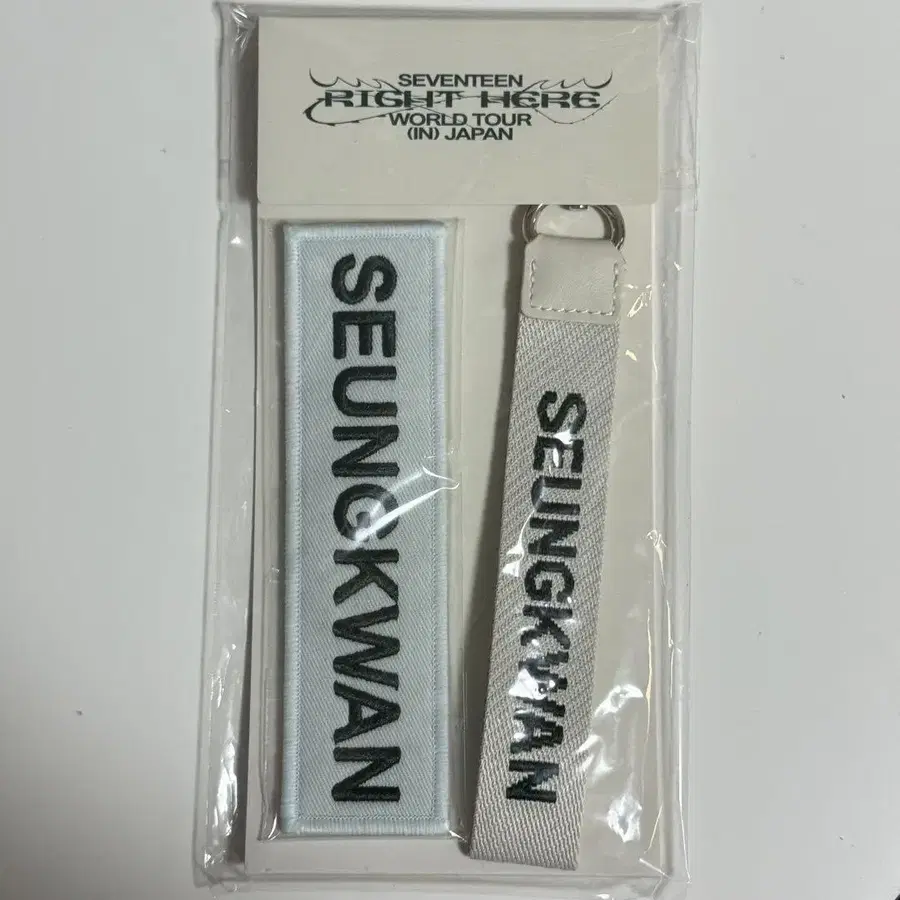 SEVENTEEN
RIGHT HERE
WORLD TOUR
(IN) JAPAN
SEUNGKWAN
SEUNGKWAN